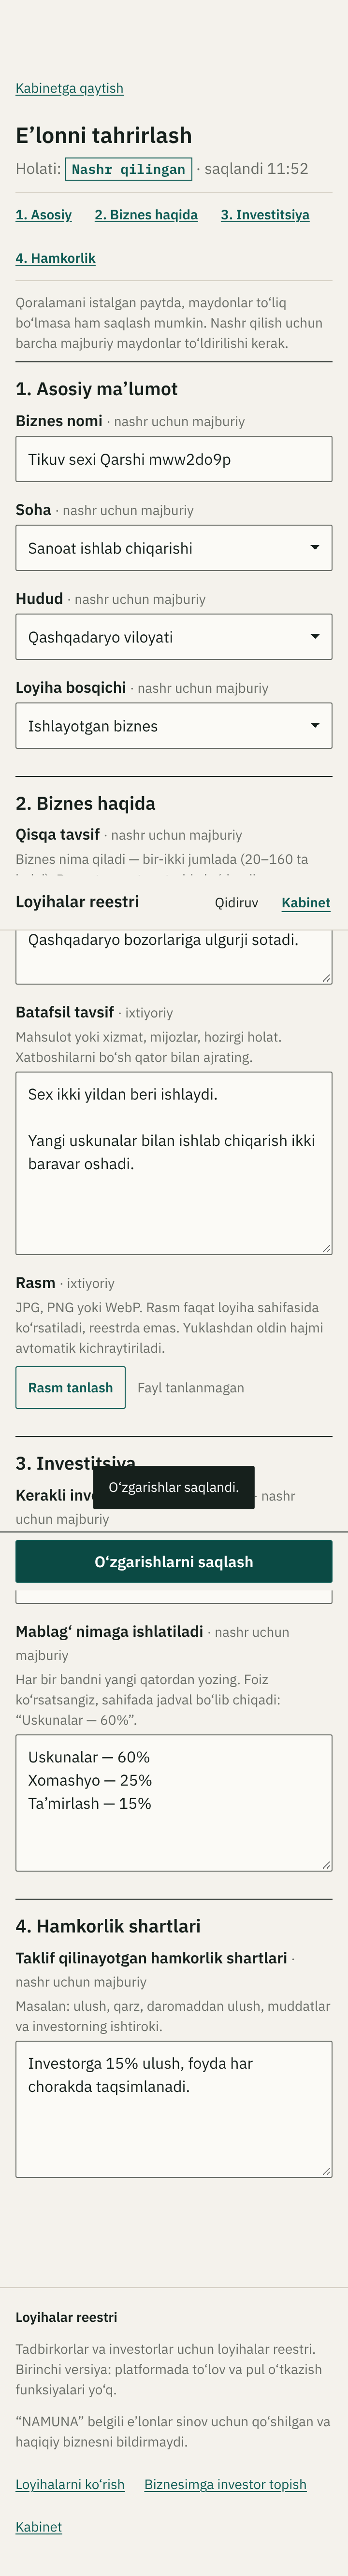 Kabinetga qaytish
E’lonni tahrirlash
Holati: Nashr qilingan · saqlandi 11:52
1. Asosiy 2. Biznes haqida 3. Investitsiya
4. Hamkorlik
Qoralamani istalgan paytda, maydonlar to‘liq
bo‘lmasa ham saqlash mumkin. Nashr qilish uchun
barcha majburiy maydonlar to‘ldirilishi kerak.
1. Asosiy ma’lumot
Biznes nomi · nashr uchun majburiy
Tikuv sexi Qarshi mww2do9p
Soha · nashr uchun majburiy
Sanoat ishlab chiqarishi
Hudud · nashr uchun majburiy
Qashqadaryo viloyati
Loyiha bosqichi · nashr uchun majburiy
Ishlayotgan biznes
2. Biznes haqida
Qisqa tavsif · nashr uchun majburiy
Biznes nima qiladi — bir-ikki jumlada (20–160 ta
Loyihalar reestri Qidiruv Kabinet
Qashqadaryo bozorlariga ulgurji sotadi.
Batafsil tavsif · ixtiyoriy
Mahsulot yoki xizmat, mijozlar, hozirgi holat.
Xatboshilarni bo‘sh qator bilan ajrating.
Sex ikki yildan beri ishlaydi.
Yangi uskunalar bilan ishlab chiqarish ikki
baravar oshadi.
Rasm · ixtiyoriy
JPG, PNG yoki WebP. Rasm faqat loyiha sahifasida
ko‘rsatiladi, reestrda emas. Yuklashdan oldin hajmi
avtomatik kichraytiriladi.
Rasm tanlash Fayl tanlanmagan
3. Investitsiya
O‘zgarishlar saqlandi.
Kerakli · nashr
uchun majburiy
O‘zgarishlarni saqlash
Mablag‘ nimaga ishlatiladi · nashr uchun
majburiy
Har bir bandni yangi qatordan yozing. Foiz
ko‘rsatsangiz, sahifada jadval bo‘lib chiqadi:
“Uskunalar — 60%”.
Uskunalar — 60%
Xomashyo — 25%
Ta’mirlash — 15%
4. Hamkorlik shartlari
Taklif qilinayotgan hamkorlik shartlari ·
nashr uchun majburiy
Masalan: ulush, qarz, daromaddan ulush, muddatlar
va investorning ishtiroki.
Investorga 15% ulush, foyda har
chorakda taqsimlanadi.
Loyihalar reestri
Tadbirkorlar va investorlar uchun loyihalar reestri.
Birinchi versiya: platformada to‘lov va pul o‘tkazish
funksiyalari yo‘q.
“NAMUNA” belgili e’lonlar sinov uchun qo‘shilgan va
haqiqiy biznesni bildirmaydi.
Loyihalarni ko‘rish Biznesimga investor topish
Kabinet